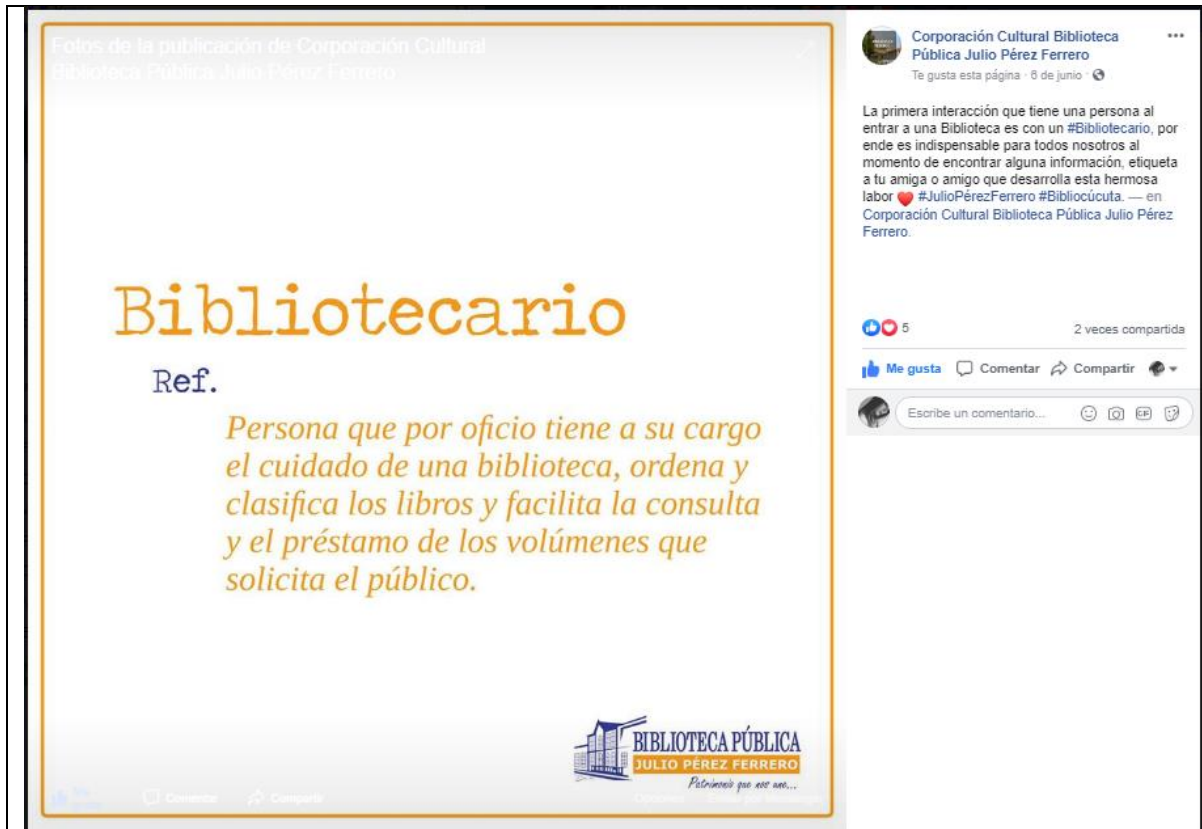 Fotos de la publicación de Corporación Cultural
Biblioteca Pública Julio Pérez Ferrero
Bibliotecario
Ref.
Persona que por oficio tiene a su cargo
el cuidado de una biblioteca, ordena y
clasifica los libros y facilita la consulta
y el préstamo de los volúmenes que
solicita el público.
BIBLIOTECA PÚBLICA
JULIO PÉREZ FERRERO
Patrimonio que nos une...
Comentar Compartir
Corporación Cultural Biblioteca
Pública Julio Pérez Ferrero
Te gusta esta página · 6 de junio
La primera interacción que tiene una persona al
entrar a una Biblioteca es con un #Bibliotecario, por
ende es indispensable para todos nosotros al
momento de encontrar alguna información, etiqueta
a tu amiga o amigo que desarrolla esta hermosa
labor ❤ #JulioPérezFerrero #Bibliocúcuta. — en
Corporación Cultural Biblioteca Pública Julio Pérez
Ferrero.
5 2 veces compartida
Me gusta Comentar Compartir
Escribe un comentario... GIF